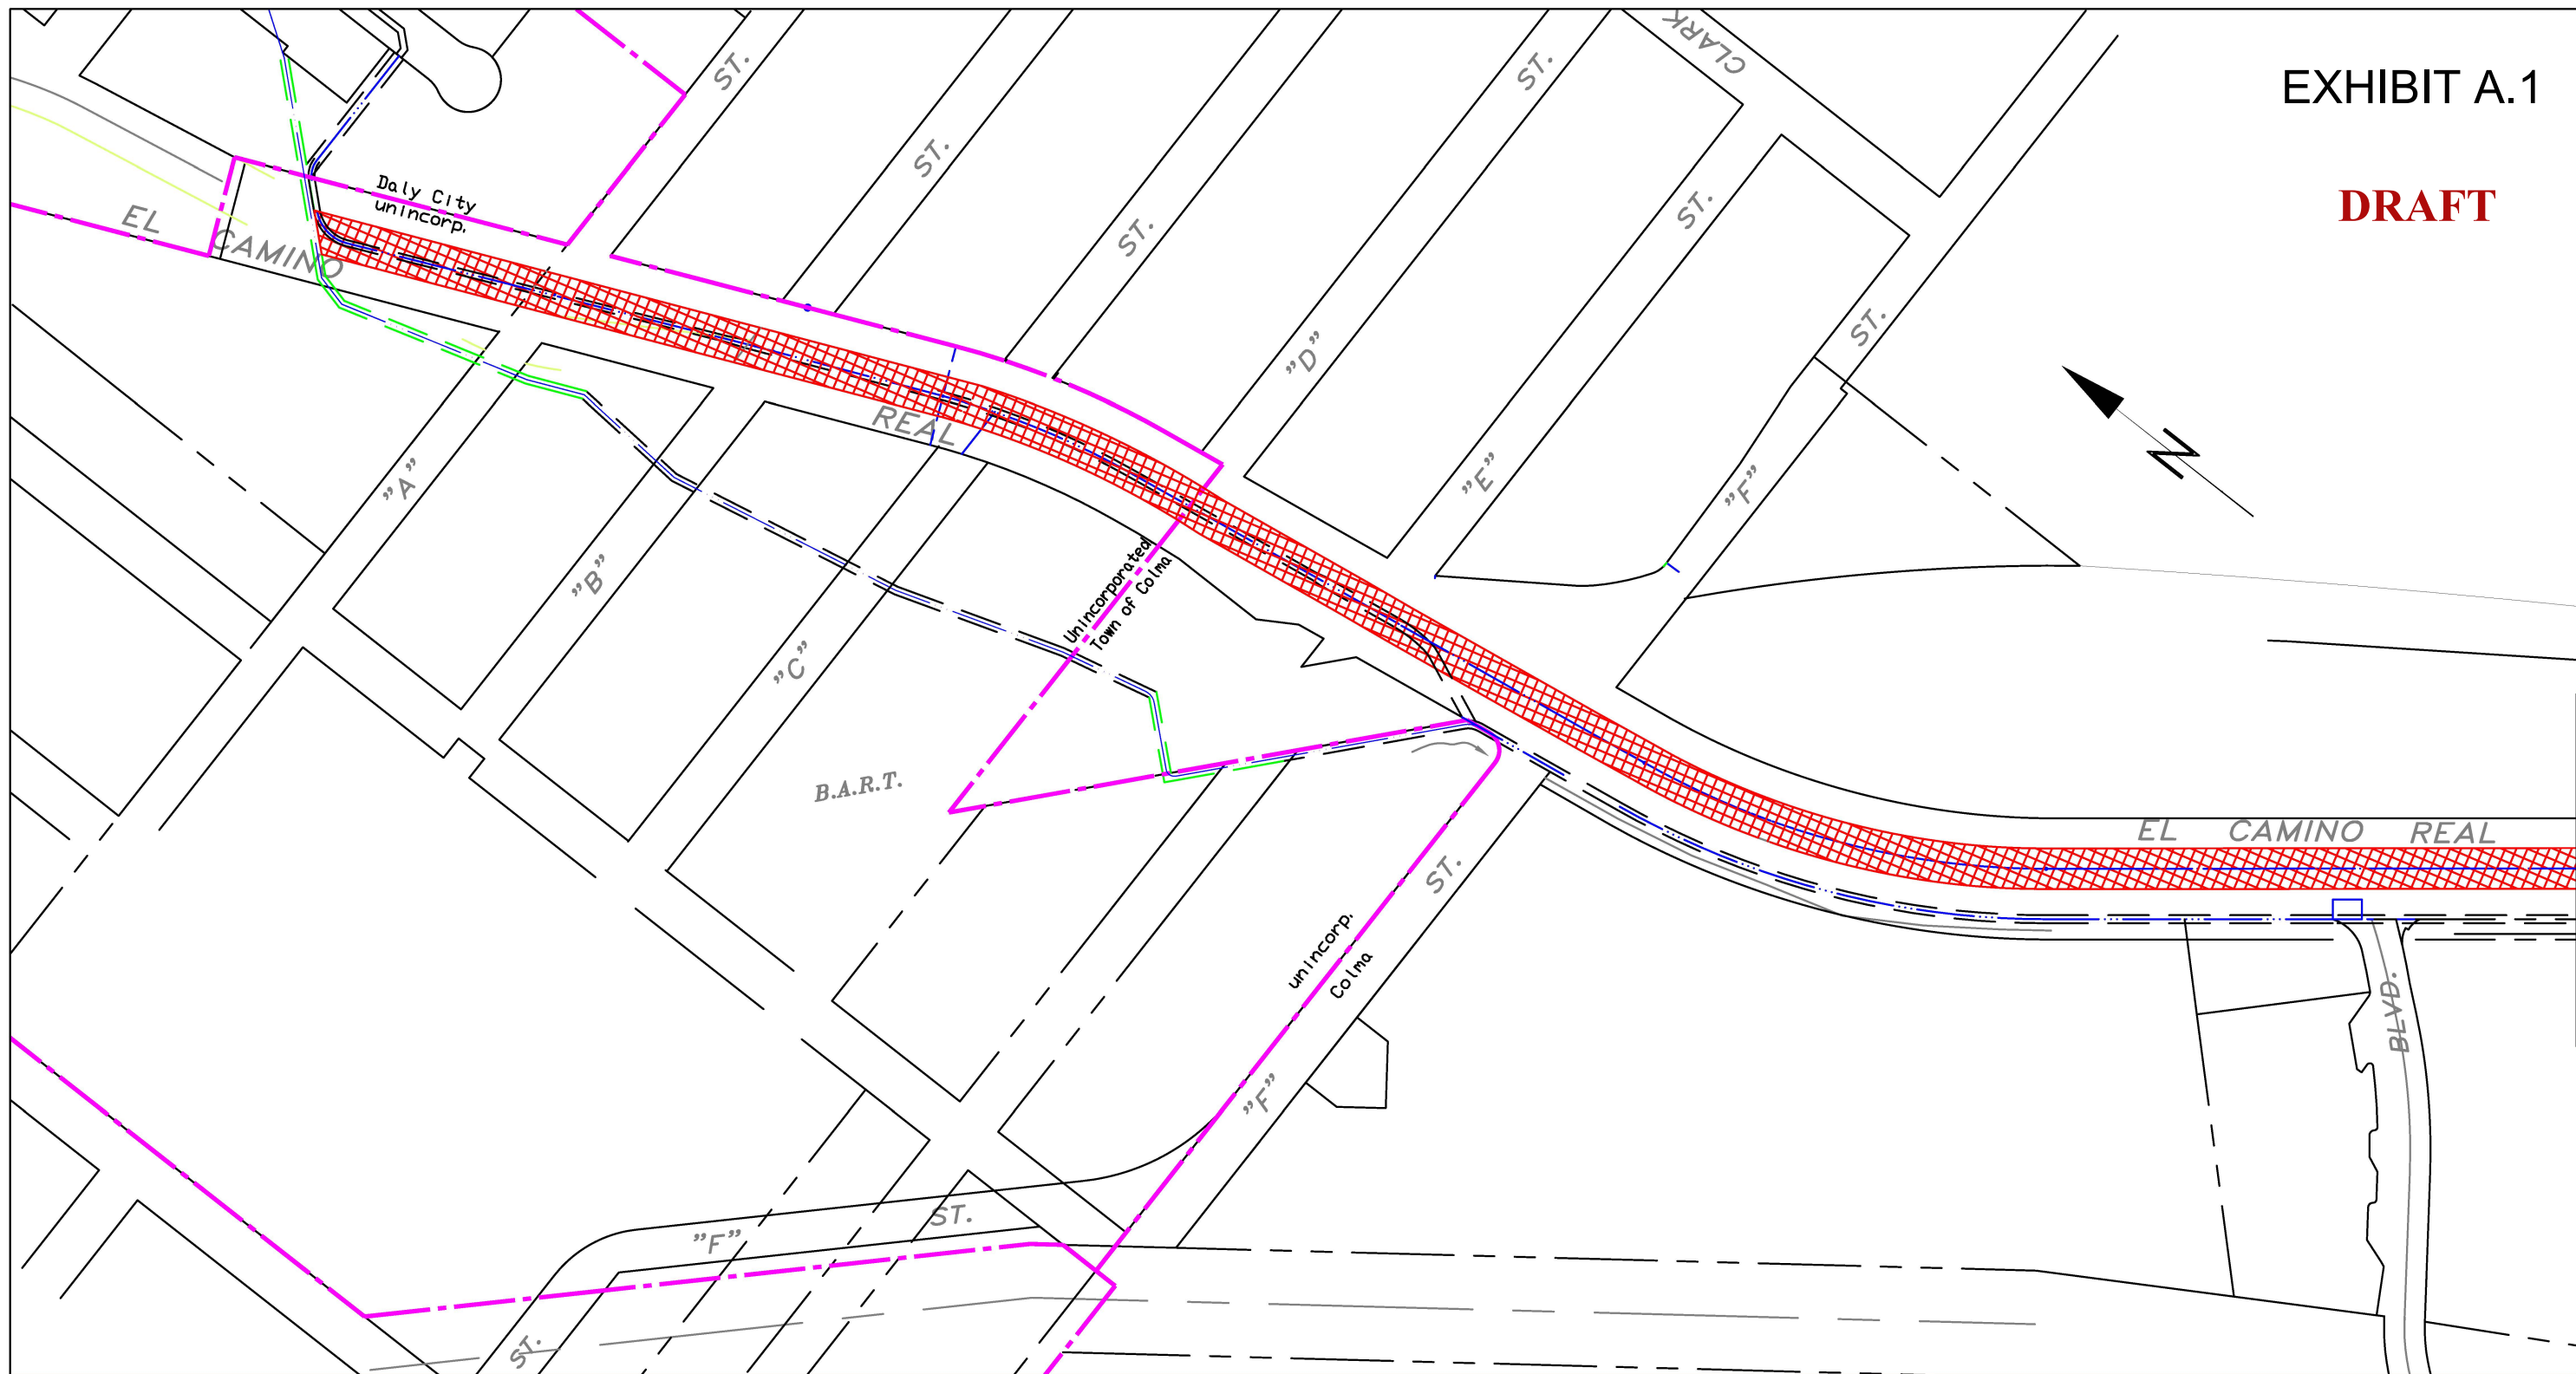 EXHIBIT A.1
DRAFT
CLARK
ST.
ST.
ST.
ST.
ST.
ST.
Daly City
unincorp.
EL CAMINO
REAL
"D"
"E"
"F"
N
"A"
"B"
"C"
Unincorporated
Town of Colma
B.A.R.T.
EL CAMINO REAL
ST.
unincorp.
Colma
"F"
BLVD.
"F" ST.
ST.